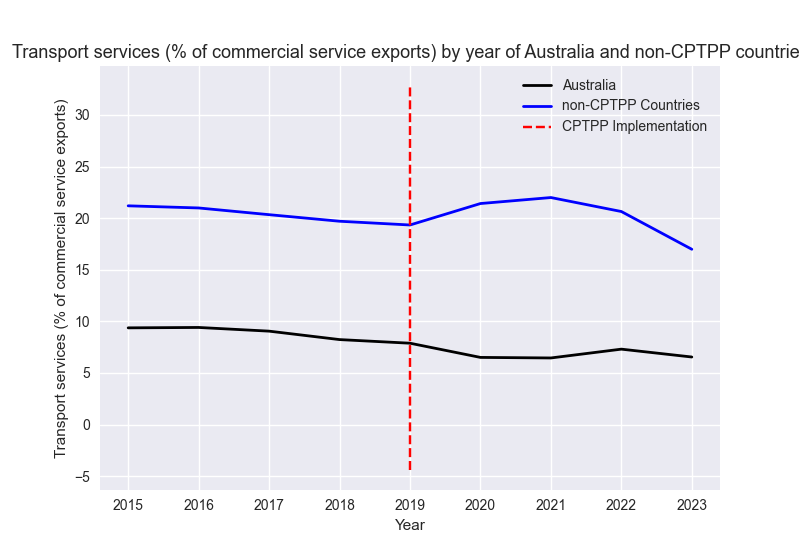 Transport services (% of commercial service exports) by year of Australia and non-CPTPP countrie
Australia
non-CPTPP Countries
CPTPP Implementation
Transport services (% of commercial service exports)
30
25
20
15
10
5
0
−5
2015 2016 2017 2018 2019 2020 2021 2022 2023
Year